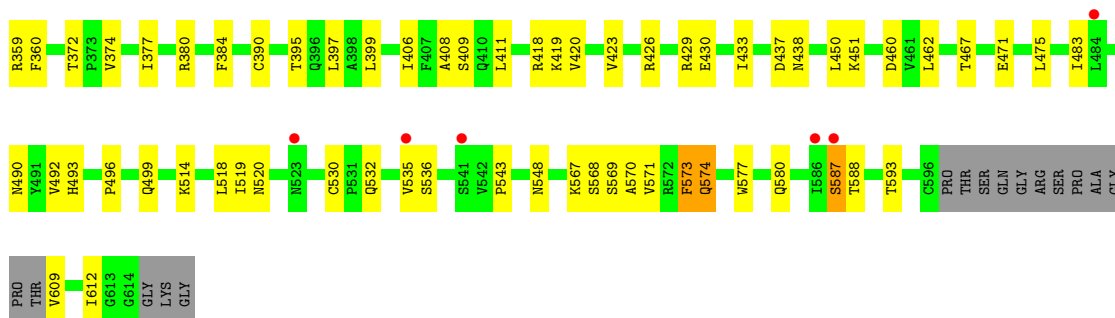 R359 F360 T372 P373 V374 I377 R380 F384 C390 T395 Q396 L397 A398 L399 I406 F407 A408 S409 Q410 L411 R418 K419 V420 V423 R426 R429 E430 I433 D437 N438 L450 K451 D460 V461 L462 T467 E471 L475 I483 L484
N490 Y491 V492 H493 P496 Q499 K514 L518 I519 N520 N523 C530 P531 Q532 V535 S536 S541 V542 P543 N548 K567 S568 S569 A570 V571 R572 F573 Q574 W577 Q580 I586 S587 T588 T593 C596 PRO THR SER GLN GLY ARG SER PRO ALA GLY
PRO THR V609 I612 G613 G614 GLY LYS GLY